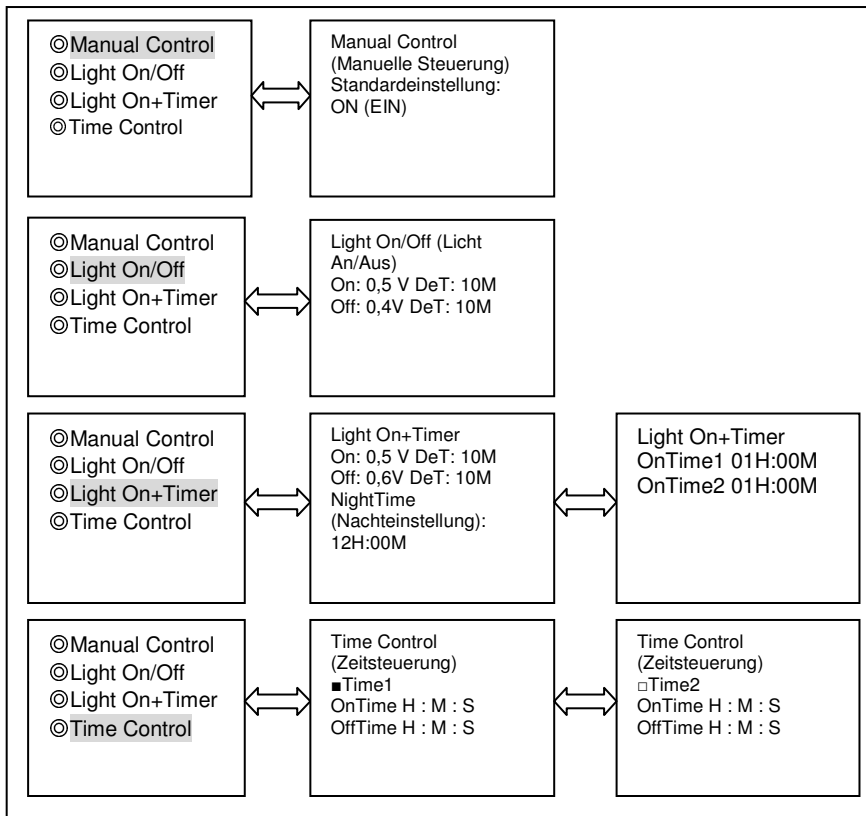 ◎Manual Control
◎Light On/Off
◎Light On+Timer
◎Time Control
Manual Control
(Manuelle Steuerung)
Standardeinstellung:
ON (EIN)
◎Manual Control
◎Light On/Off
◎Light On+Timer
◎Time Control
Light On/Off (Licht
An/Aus)
On: 0,5 V DeT: 10M
Off: 0,4V DeT: 10M
◎Manual Control
◎Light On/Off
◎Light On+Timer
◎Time Control
Light On+Timer
On: 0,5 V DeT: 10M
Off: 0,6V DeT: 10M
NightTime
(Nachteinstellung):
12H:00M
Light On+Timer
OnTime1 01H:00M
OnTime2 01H:00M
◎Manual Control
◎Light On/Off
◎Light On+Timer
◎Time Control
Time Control
(Zeitsteuerung)
■Time1
OnTime H : M : S
OffTime H : M : S
Time Control
(Zeitsteuerung)
□Time2
OnTime H : M : S
OffTime H : M : S